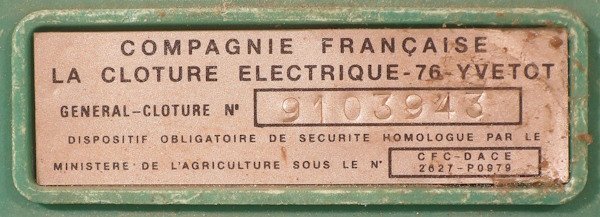 COMPAGNIE FRANÇAISE
LA CLOTURE ELECTRIQUE-76-YVETOT
GENERAL-CLOTURE N° 9103943
DISPOSITIF OBLIGATOIRE DE SECURITE HOMOLOGUE PAR LE
MINISTERE DE L'AGRICULTURE SOUS LE N° CFC-DACE
2627-P0979